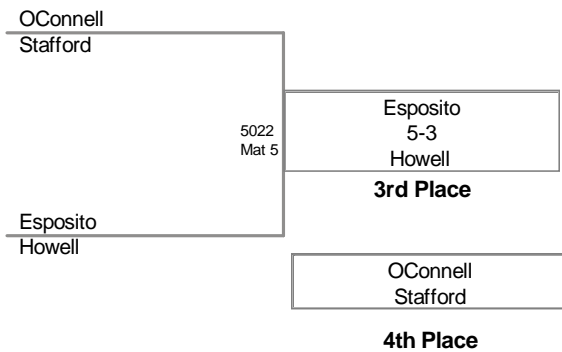 OConnell
Stafford
5022
Mat 5
Esposito
5-3
Howell
3rd Place
Esposito
Howell
OConnell
Stafford
4th Place